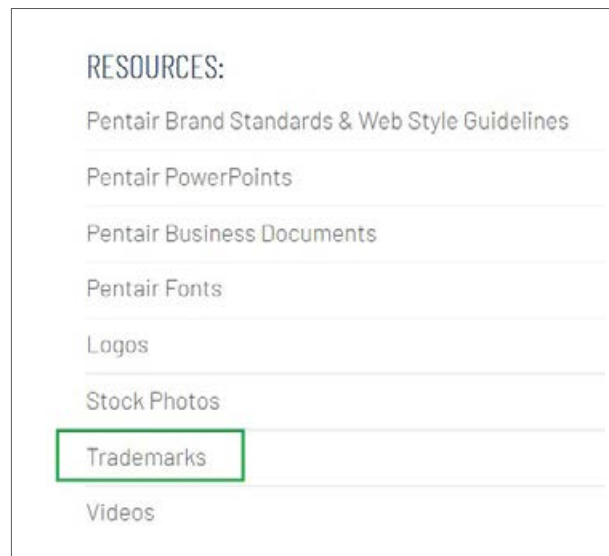 RESOURCES:
Pentair Brand Standards & Web Style Guidelines
Pentair PowerPoints
Pentair Business Documents
Pentair Fonts
Logos
Stock Photos
Trademarks
Videos